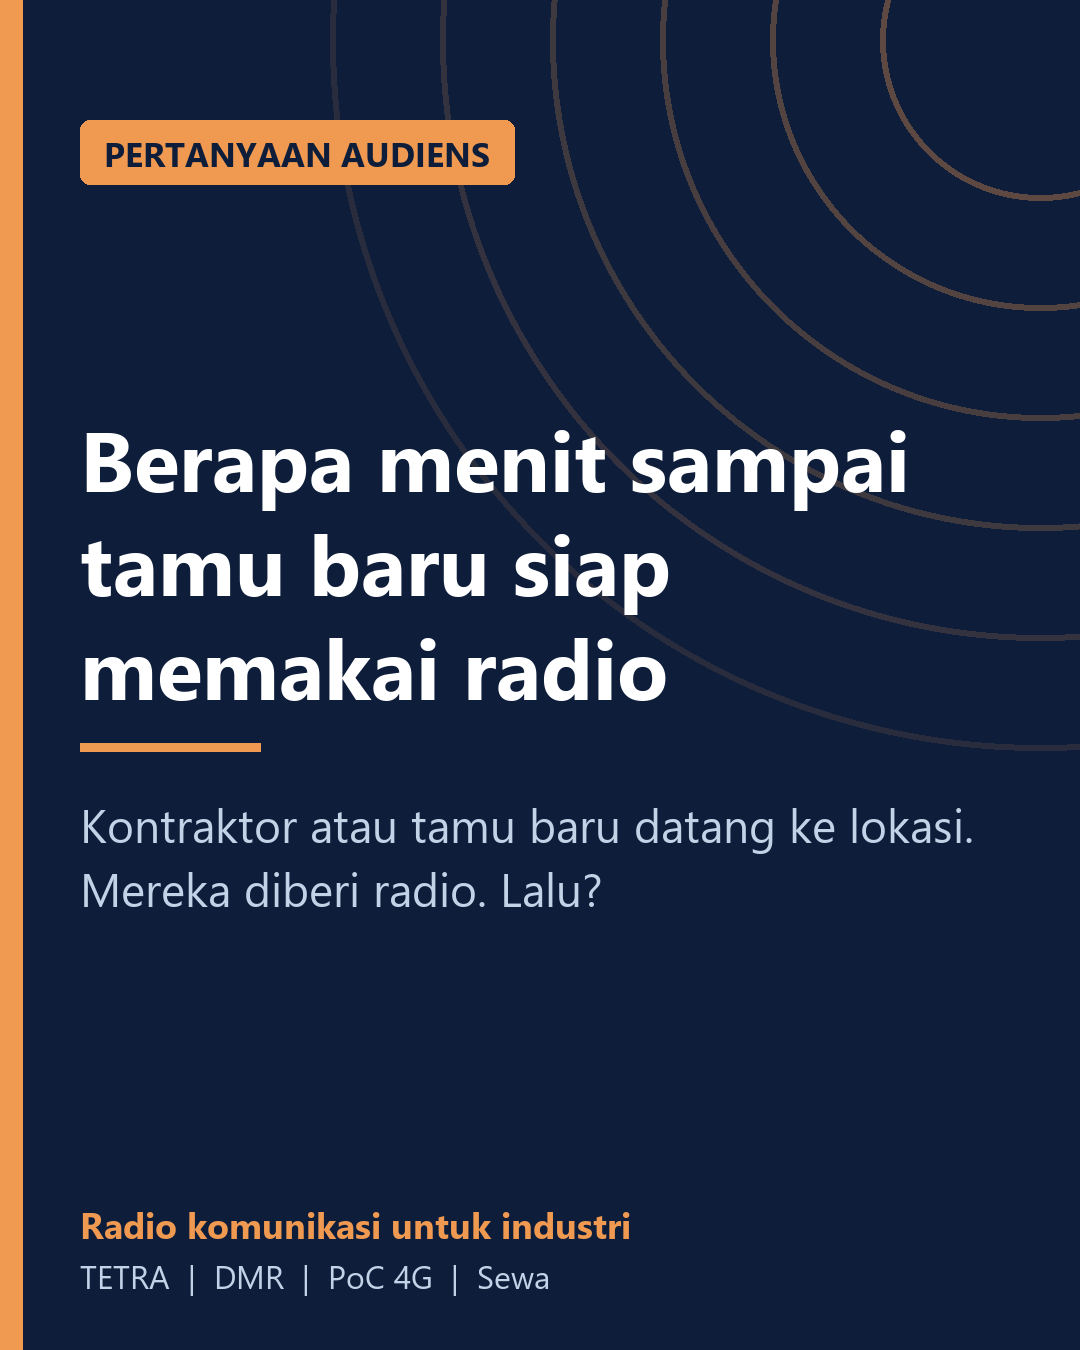 PERTANYAAN AUDIENS
Berapa menit sampai
tamu baru siap
memakai radio
Kontraktor atau tamu baru datang ke lokasi.
Mereka diberi radio. Lalu?
Radio komunikasi untuk industri
TETRA | DMR | PoC 4G | Sewa